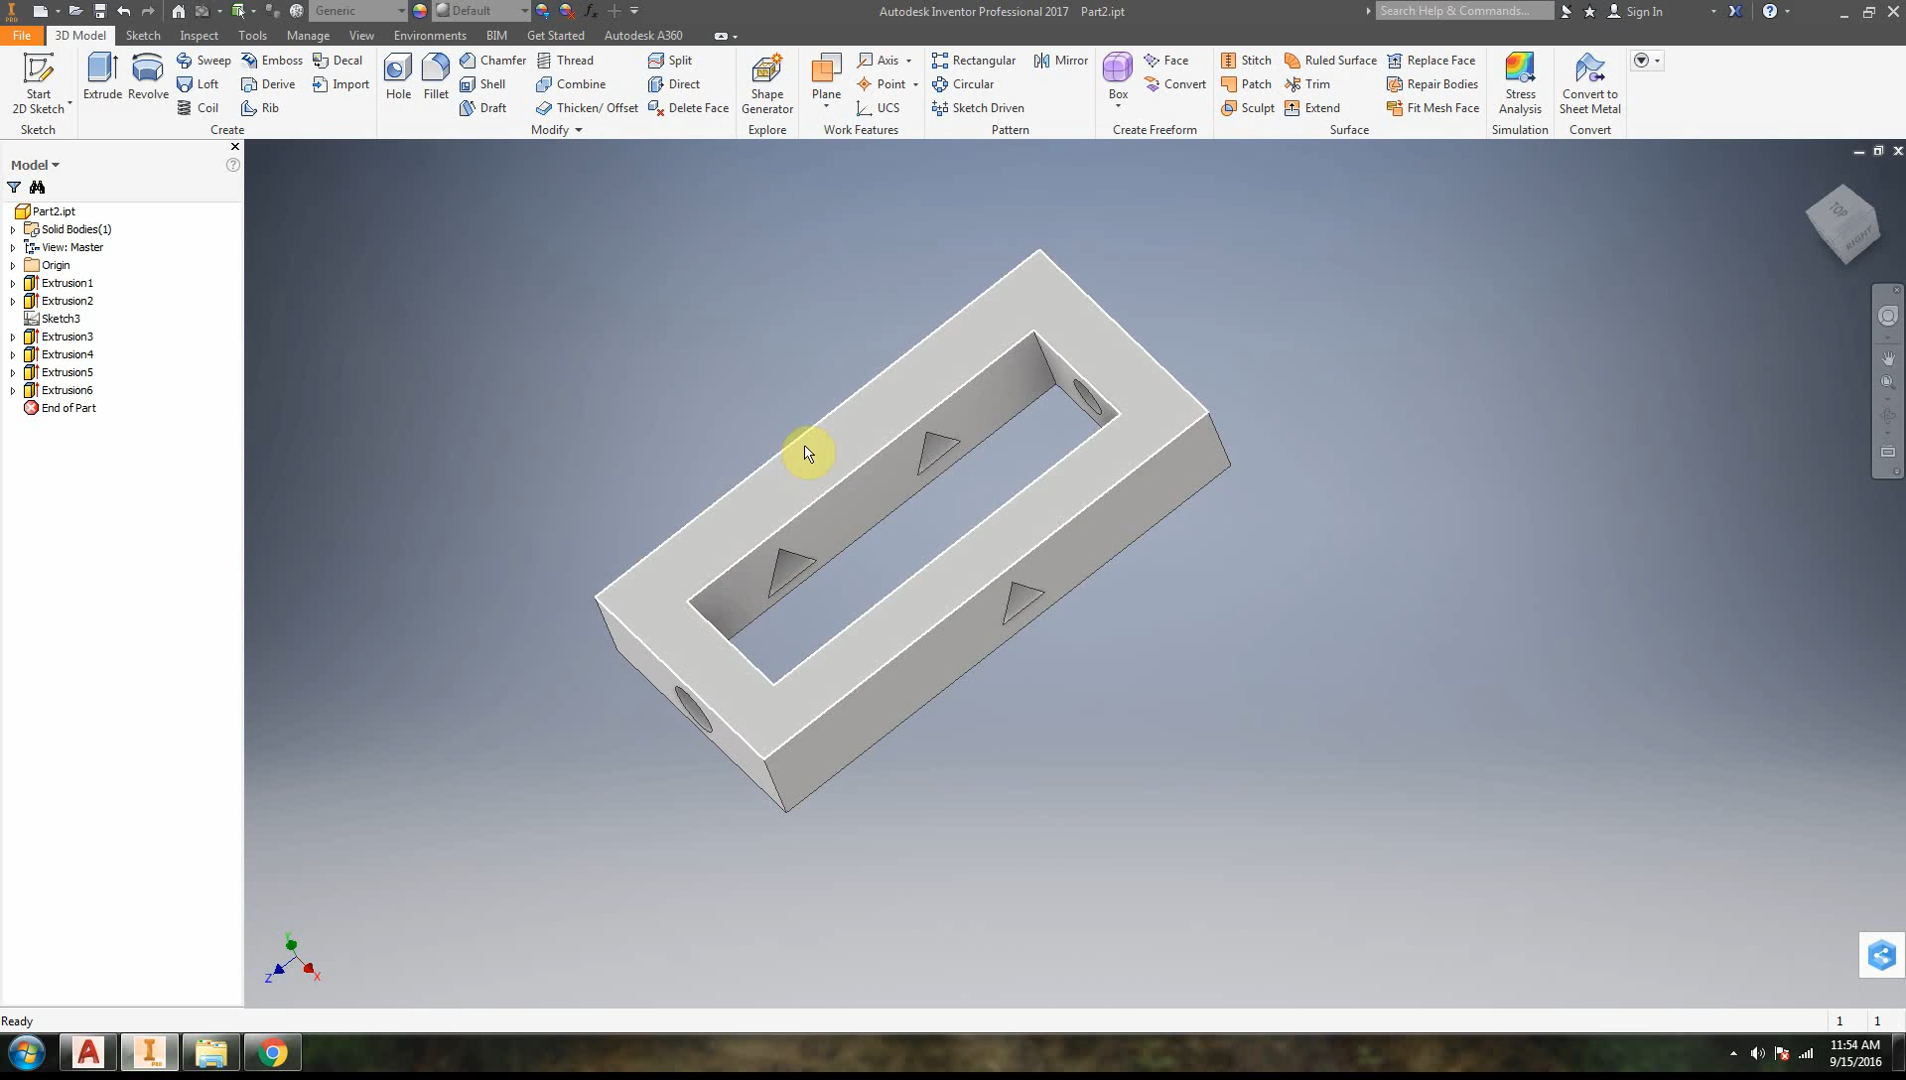 Generic
Default
Autodesk Inventor Professional 2017 Part2.ipt
Search Help & Commands...
Sign In
PRO
File
3D Model
Sketch
Inspect
Tools
Manage
View
Environments
BIM
Get Started
Autodesk A360
Start
2D Sketch
Sketch
Extrude
Revolve
Sweep
Emboss
Decal
Loft
Derive
Import
Coil
Rib
Create
Hole
Fillet
Chamfer
Thread
Split
Shell
Combine
Direct
Draft
Thicken/ Offset
Delete Face
Modify
Shape
Generator
Explore
Plane
Axis
Point
UCS
Work Features
Rectangular
Mirror
Circular
Sketch Driven
Pattern
Box
Face
Convert
Create Freeform
Stitch
Ruled Surface
Replace Face
Patch
Trim
Repair Bodies
Sculpt
Extend
Fit Mesh Face
Surface
Stress
Analysis
Simulation
Convert to
Sheet Metal
Convert
Model
Part2.ipt
Solid Bodies(1)
View: Master
Origin
Extrusion1
Extrusion2
Sketch3
Extrusion3
Extrusion4
Extrusion5
Extrusion6
End of Part
TOP
RIGHT
Y
Z
X
Ready
1
1
A
I
PRO
11:54 AM
9/15/2016